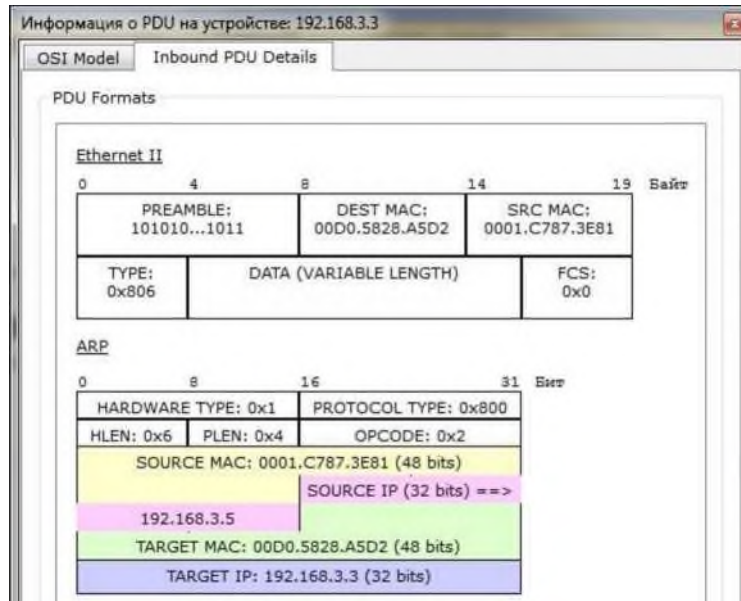 Информация о PDU на устройстве: 192.168.3.3
OSI Model Inbound PDU Details
PDU Formats
Ethernet II
0 4 8 14 19 Байт
PREAMBLE: DEST MAC: SRC MAC:
101010...1011 00D0.5828.A5D2 0001.C787.3E81
TYPE: DATA (VARIABLE LENGTH) FCS:
0x806 0x0
ARP
0 8 16 31 Бит
HARDWARE TYPE: 0x1 PROTOCOL TYPE: 0x800
HLEN: 0x6 PLEN: 0x4 OPCODE: 0x2
SOURCE MAC: 0001.C787.3E81 (48 bits)
SOURCE IP (32 bits) ==>
192.168.3.5
TARGET MAC: 00D0.5828.A5D2 (48 bits)
TARGET IP: 192.168.3.3 (32 bits)